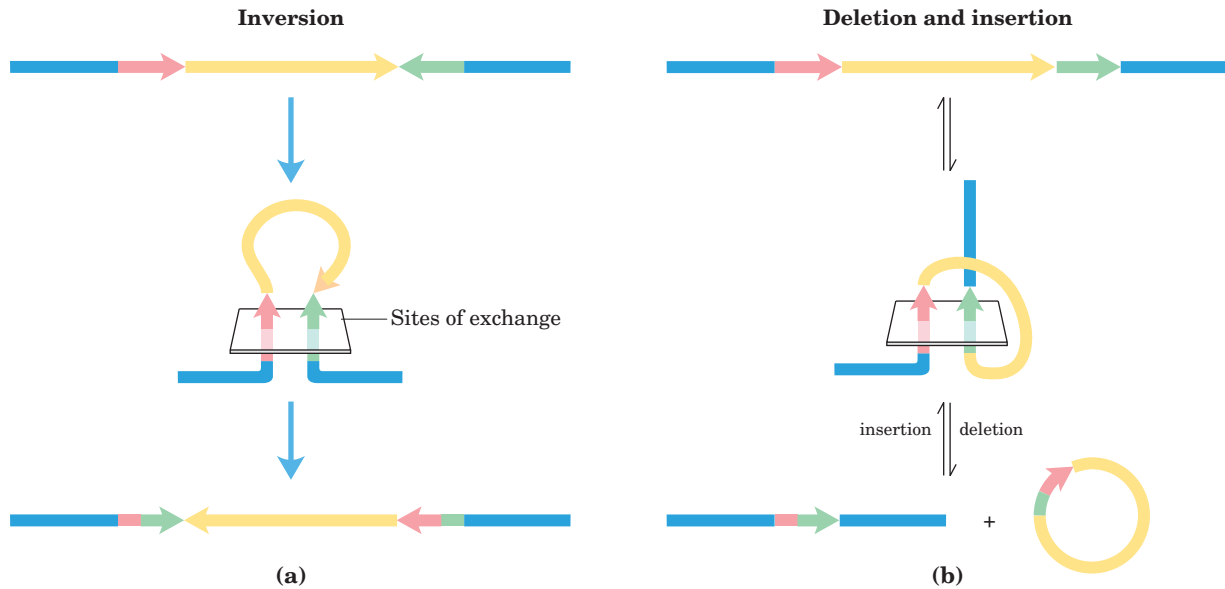 Inversion
Deletion and insertion
Sites of exchange
insertion
deletion
+
(a)
(b)